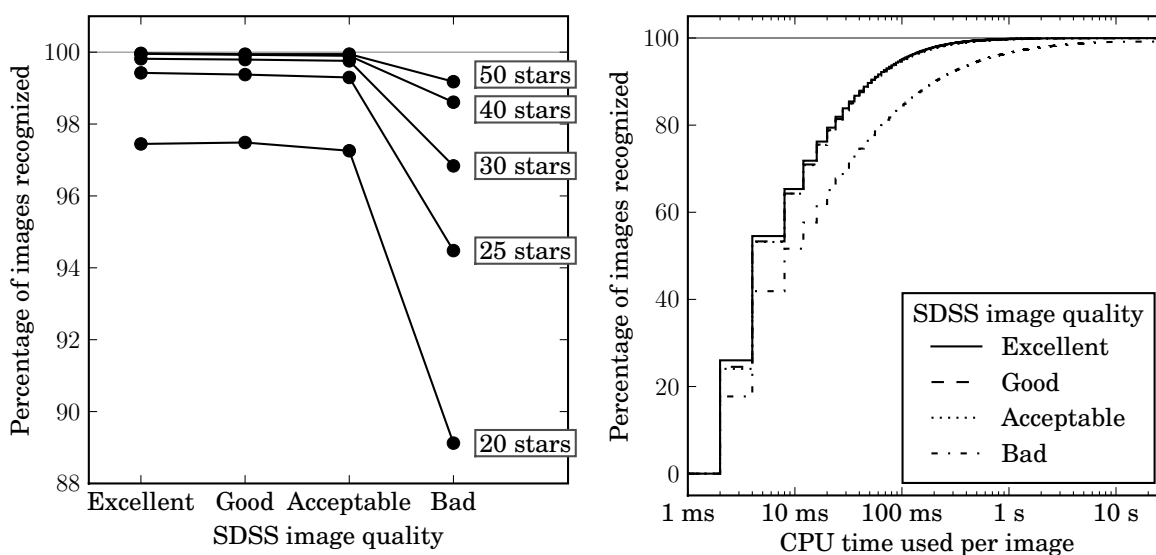 Percentage of images recognized
100
98
96
94
92
90
88
50 stars
40 stars
30 stars
25 stars
20 stars
Excellent Good Acceptable Bad
SDSS image quality
Percentage of images recognized
100
80
60
40
20
0
SDSS image quality
Excellent
Good
Acceptable
Bad
1 ms 10 ms 100 ms 1 s 10 s
CPU time used per image